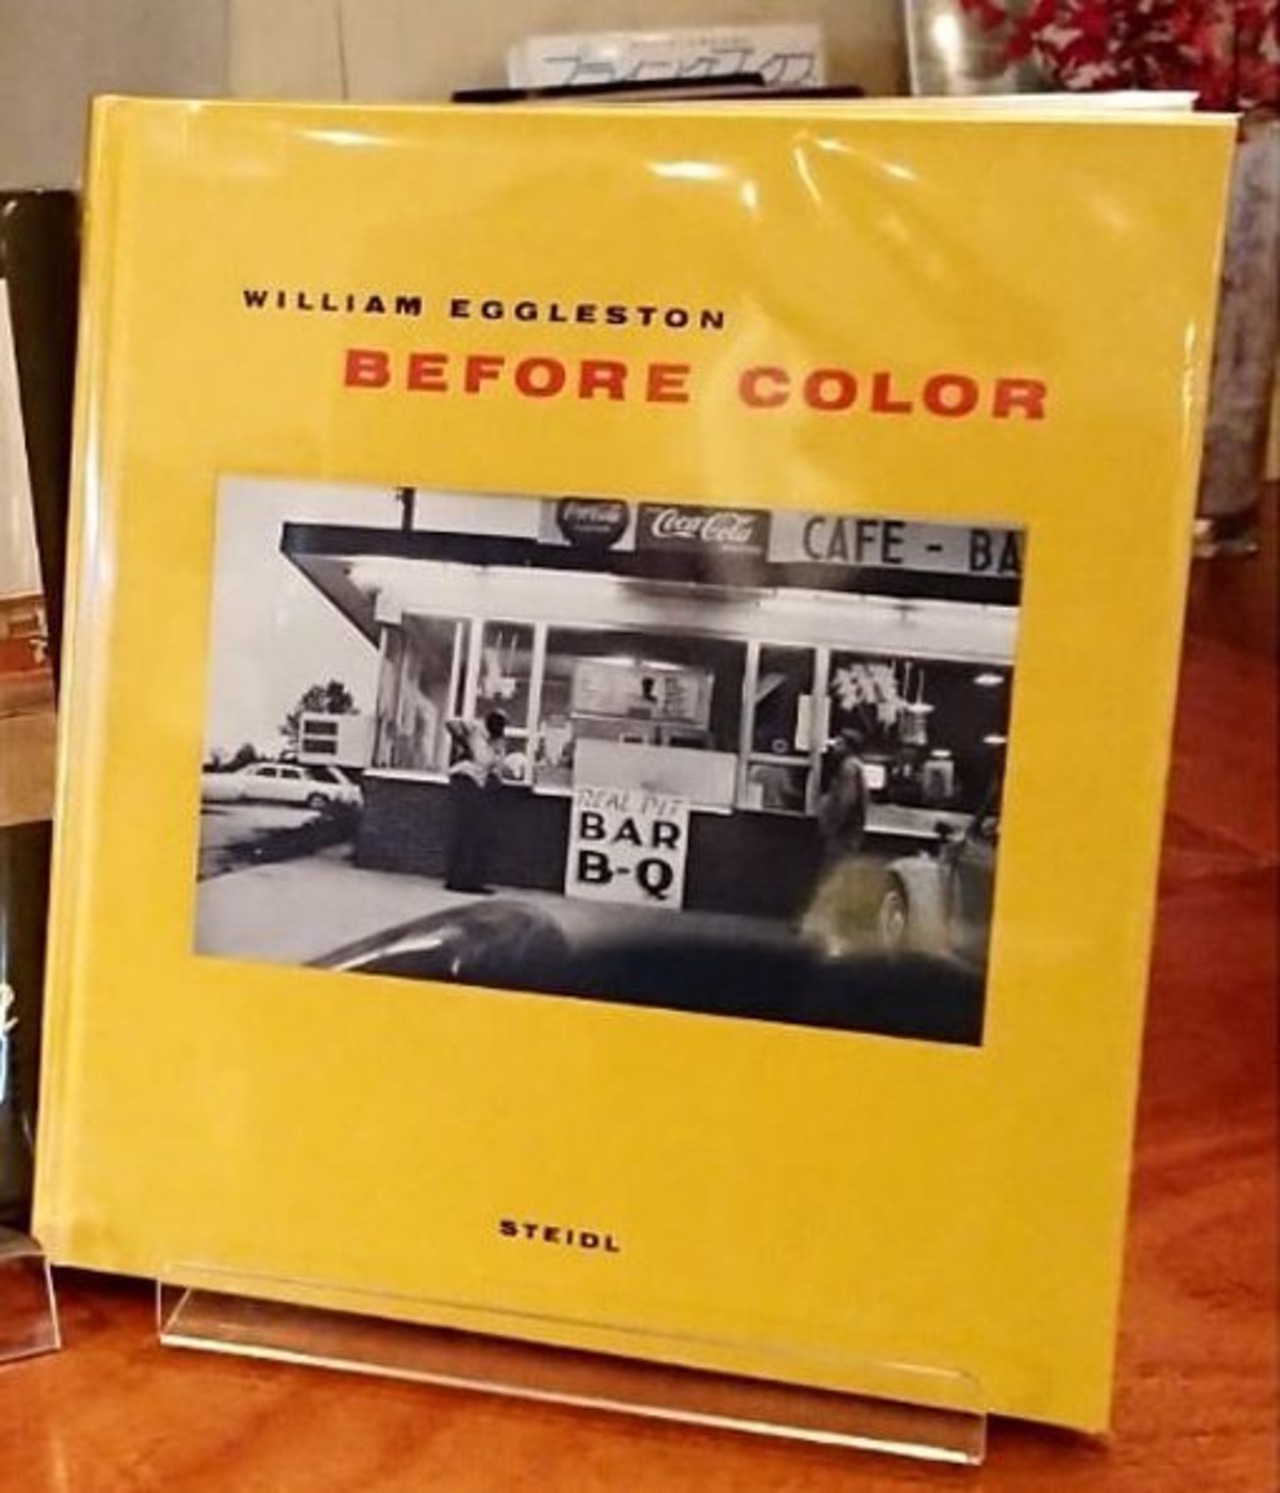 WILLIAM EGGLESTON
BEFORE COLOR
Coca-Cola
Coca-Cola
CAFE - BA
REAL PIT
BAR
B-Q
STEIDL